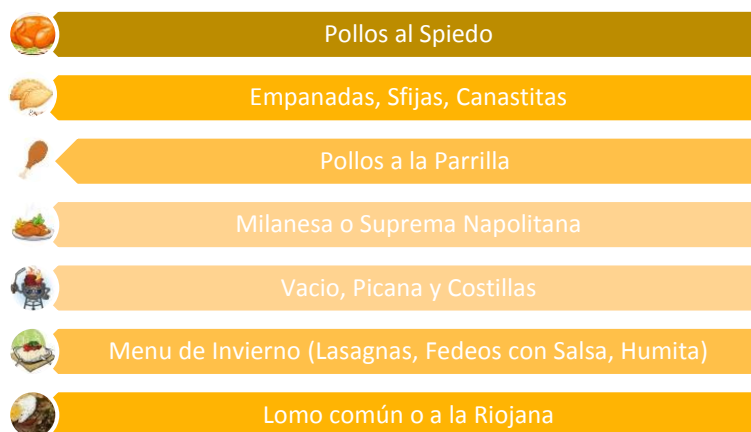 Pollos al Spiedo
Empanadas, Sfijas, Canastitas
Pollos a la Parrilla
Milanesa o Suprema Napolitana
Vacio, Picana y Costillas
Menu de Invierno (Lasagnas, Fedeos con Salsa, Humita)
Lomo común o a la Riojana